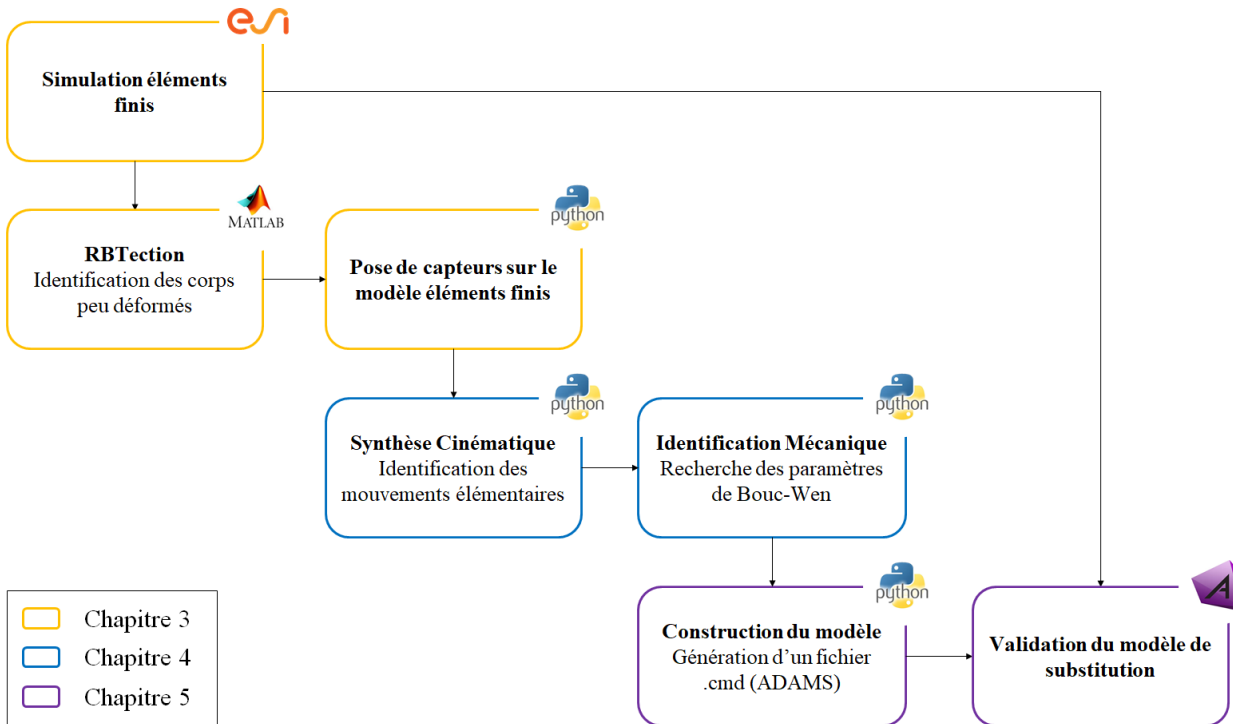 esi
Simulation éléments
finis
MATLAB
RBTection
Identification des corps
peu déformés
python
Pose de capteurs sur le
modèle éléments finis
python
Synthèse Cinématique
Identification des
mouvements élémentaires
python
Identification Mécanique
Recherche des paramètres
de Bouc-Wen
python
Construction du modèle
Génération d’un fichier
.cmd (ADAMS)
A
Validation du modèle de
substitution
Chapitre 3
Chapitre 4
Chapitre 5